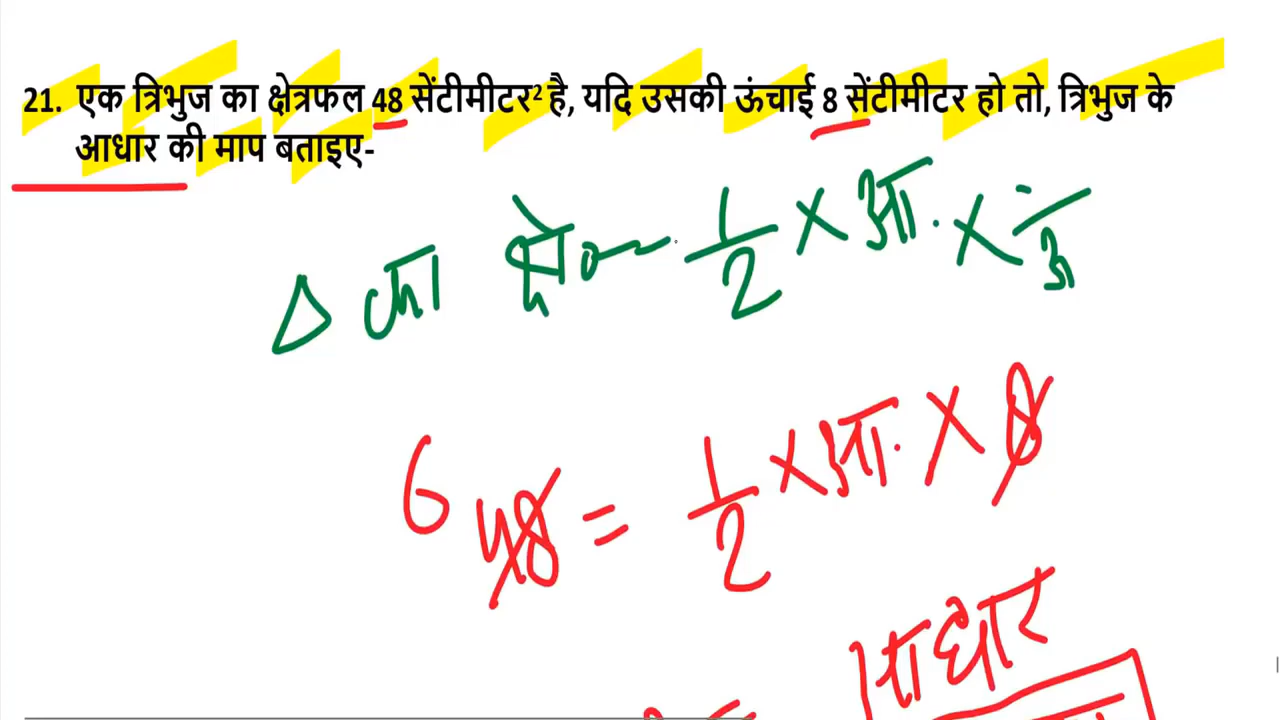 21. एक त्रिभुज का क्षेत्रफल 48 सेंटीमीटर² है, यदि उसकी ऊंचाई 8 सेंटीमीटर हो तो, त्रिभुज के
आधार की माप बताइए-
Δ का क्षे० 1/2 × आ. ×
6 48 = 1/2 × आ. × 8
आधार